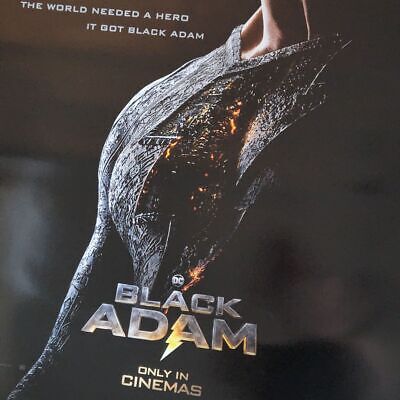 THE WORLD NEEDED A HERO
IT GOT BLACK ADAM
DC
BLACK
ADAM
ONLY IN
CINEMAS